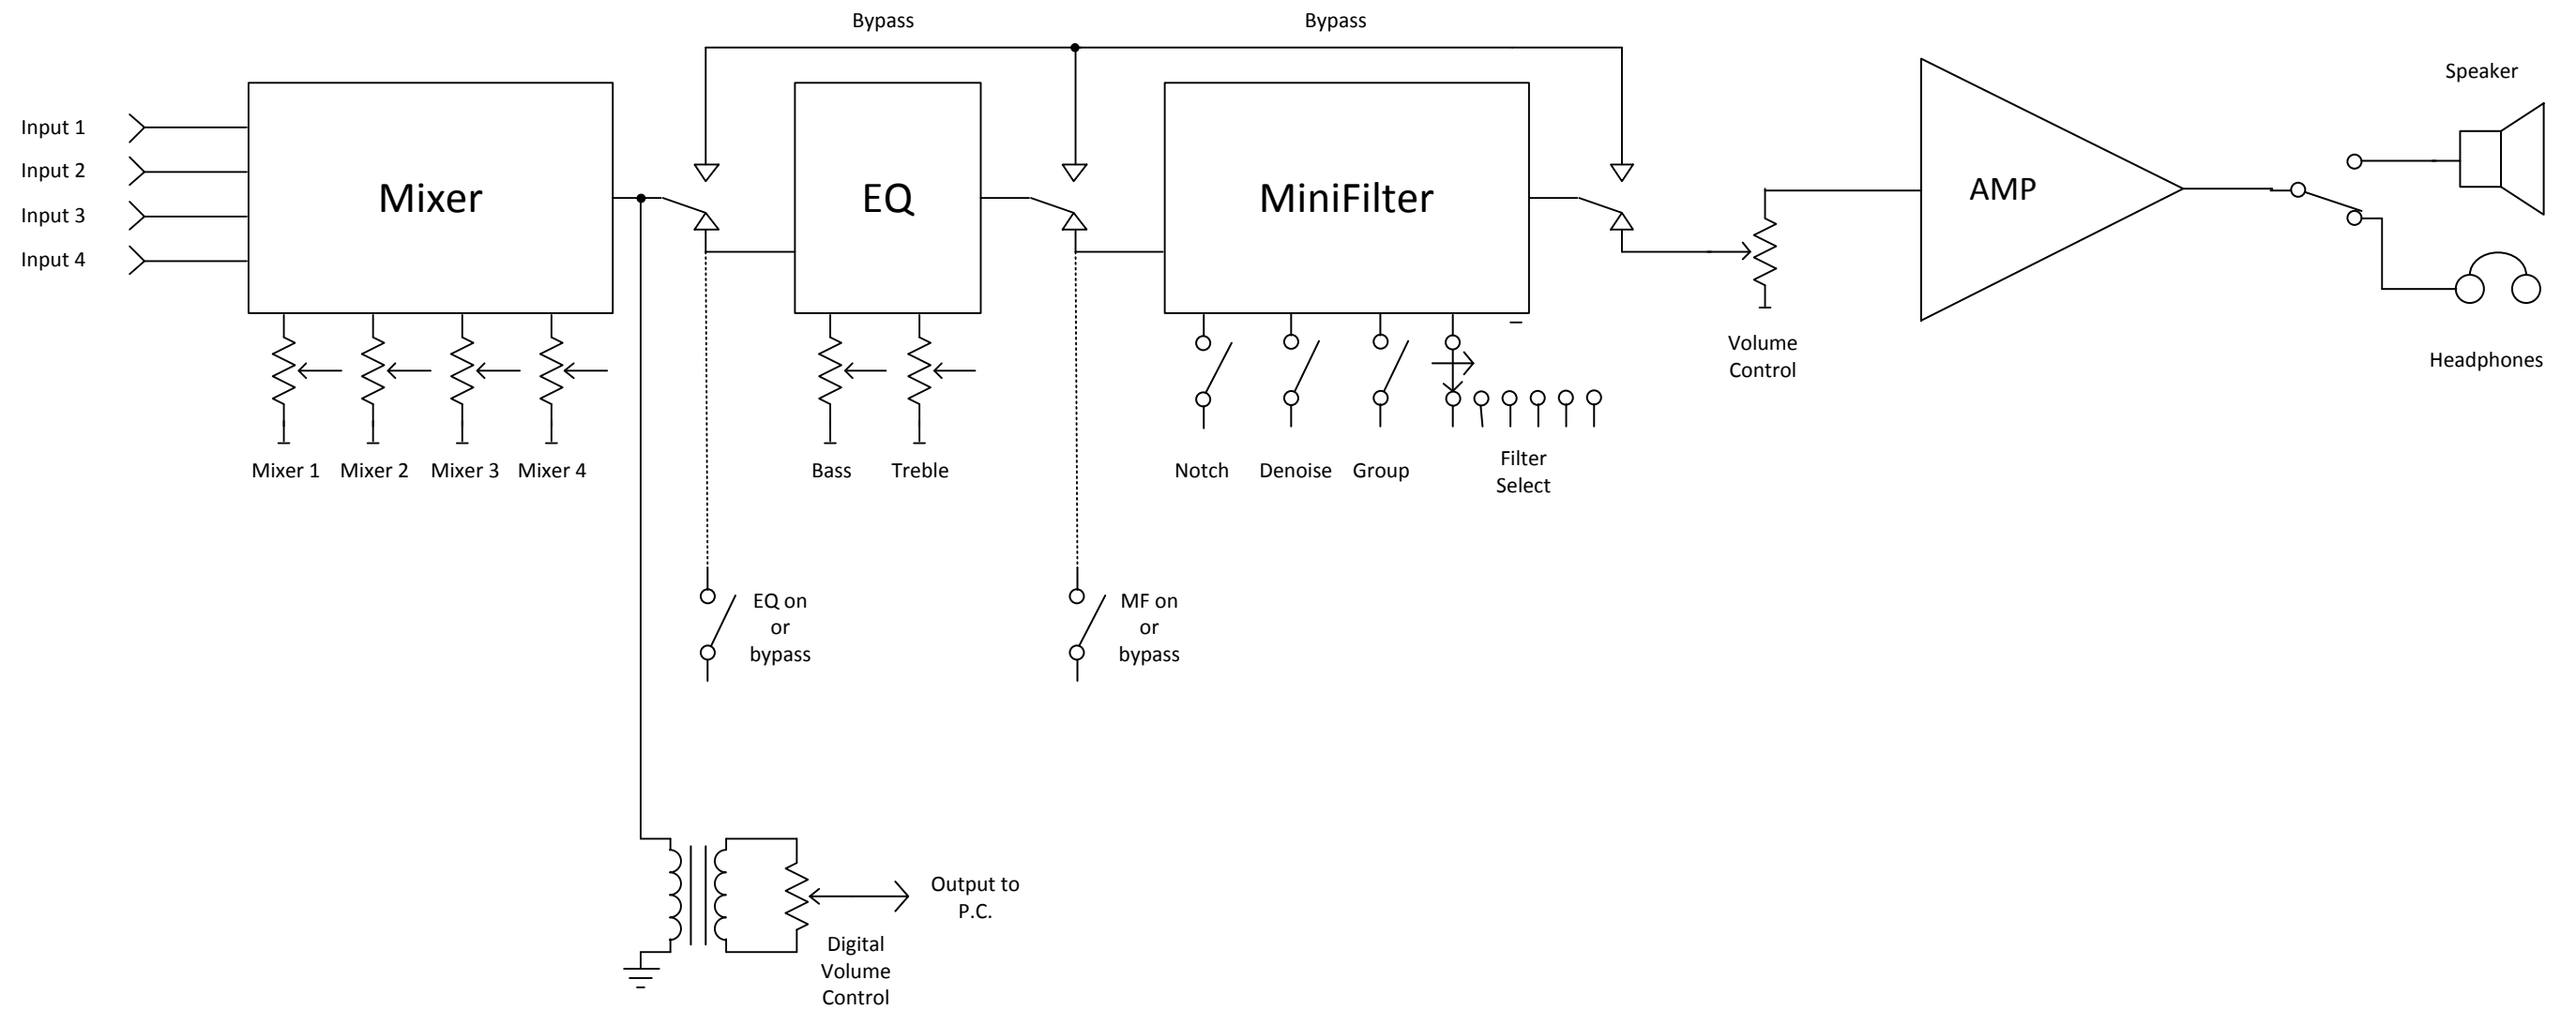 Bypass
Bypass
Speaker
Input 1
Input 2
Input 3
Input 4
Mixer
EQ
MiniFilter
AMP
Volume
Control
Headphones
Mixer 1
Mixer 2
Mixer 3
Mixer 4
Bass
Treble
Notch
Denoise
Group
Filter
Select
EQ on
or
bypass
MF on
or
bypass
Output to
P.C.
Digital
Volume
Control